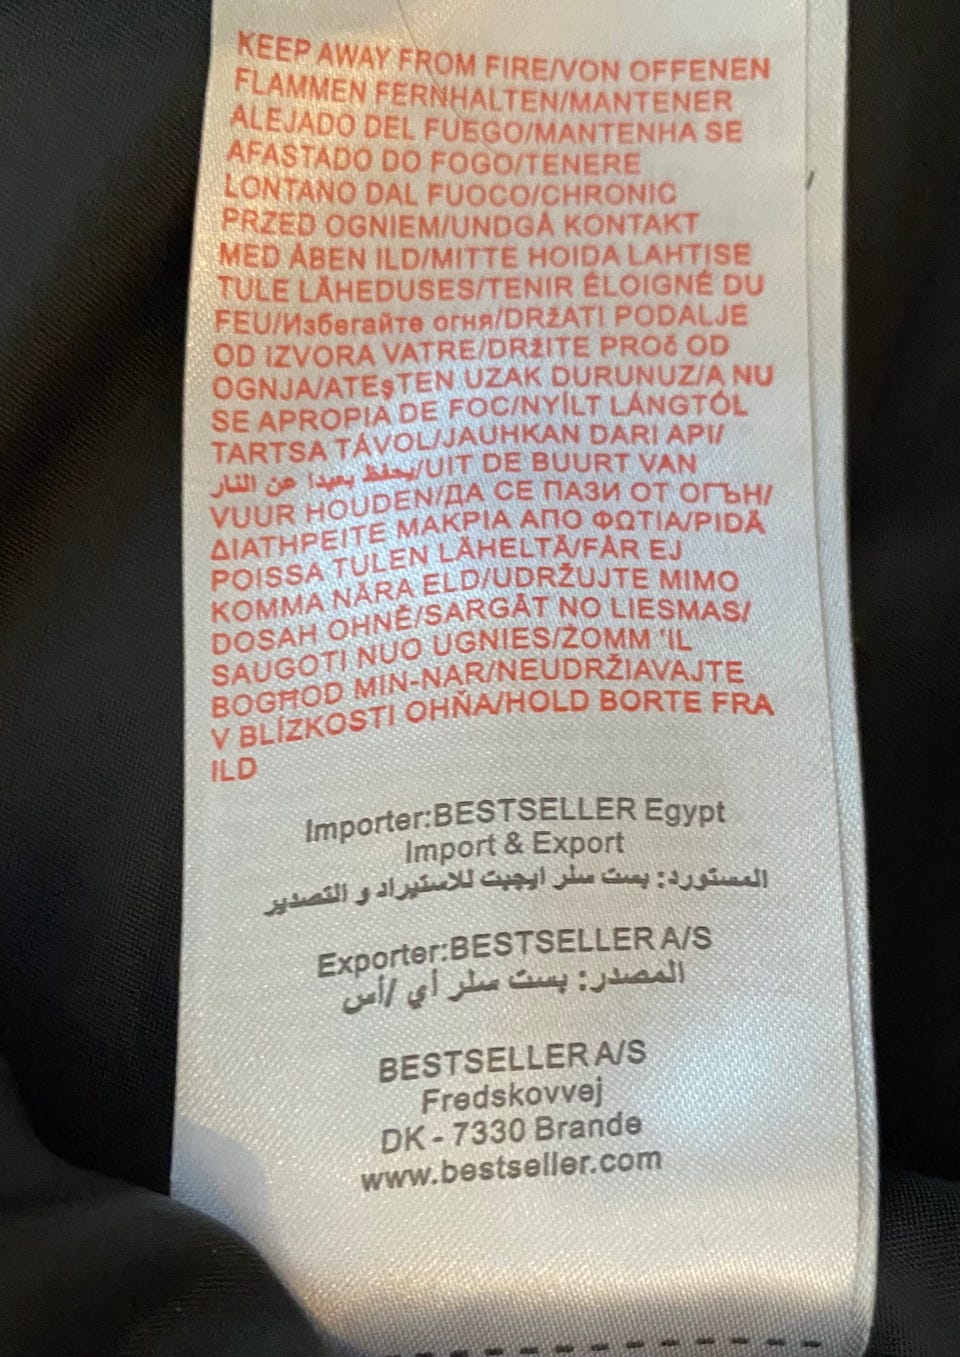 KEEP AWAY FROM FIRE/VON OFFENEN
FLAMMEN FERNHALTEN/MANTENER
ALEJADO DEL FUEGO/MANTENHA SE
AFASTADO DO FOGO/TENERE
LONTANO DAL FUOCO/CHRONIC
PRZED OGNIEM/UNDGÅ KONTAKT
MED ÅBEN ILD/MITTE HOIDA LAHTISE
TULE LÄHEDUSES/TENIR ÉLOIGNÉ DU
FEU/Избегайте огня/DRŽATI PODALJE
OD IZVORA VATRE/DRžITE PROč OD
OGNJA/ATEşTEN UZAK DURUNUZ/A NU
SE APROPIA DE FOC/NYÍLT LÁNGTÓL
TARTSA TÁVOL/JAUHKAN DARI API/
يحفظ بعيدا عن النار/UIT DE BUURT VAN
VUUR HOUDEN/ДА СЕ ПАЗИ ОТ ОГЪН/
ΔΙΑΤΗΡΕΙΤΕ ΜΑΚΡΙΑ ΑΠΟ ΦΩΤΙΑ/PIDÄ
POISSA TULEN LÄHELTÄ/FÅR EJ
KOMMA NÄRA ELD/UDRŽUJTE MIMO
DOSAH OHNĚ/SARGĀT NO LIESMAS/
SAUGOTI NUO UGNIES/ŻOMM 'IL
BOGĦOD MIN-NAR/NEUDRŽIAVAJTE
V BLÍZKOSTI OHŇA/HOLD BORTE FRA
ILD
Importer:BESTSELLER Egypt
Import & Export
المستورد: بست سلر ايجبت للاستيراد و التصدير
Exporter:BESTSELLER A/S
المصدر: بست سلر أي /أس
BESTSELLER A/S
Fredskovvej
DK - 7330 Brande
www.bestseller.com